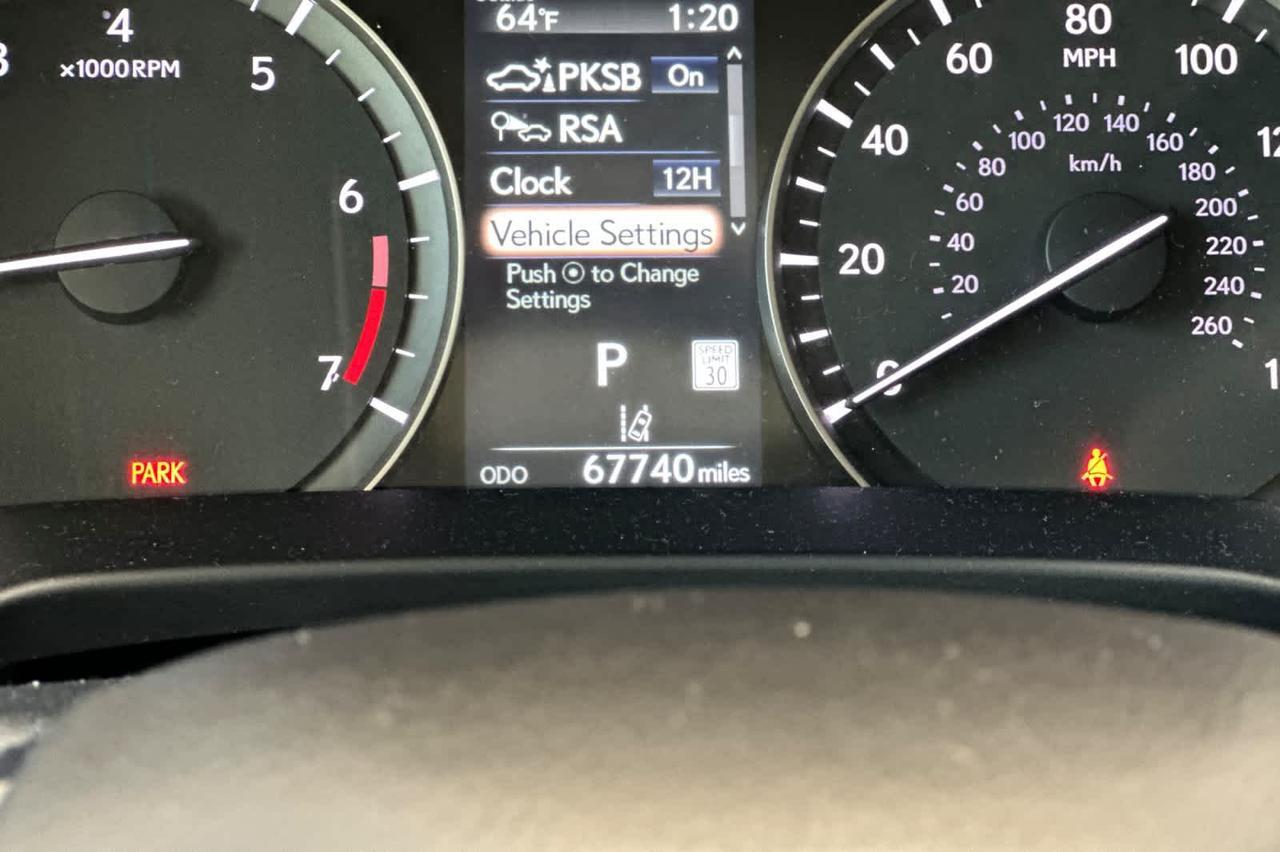 64°F 1:20
PKSB On
RSA
Clock 12H
Vehicle Settings
Push to Change
Settings
P
SPEED
LIMIT
30
ODO 67740 miles
4
x1000RPM
5
6
7
PARK
0
20
40
60
80
MPH
100
20
40
60
80
100
120
140
160
180
200
220
240
260
km/h